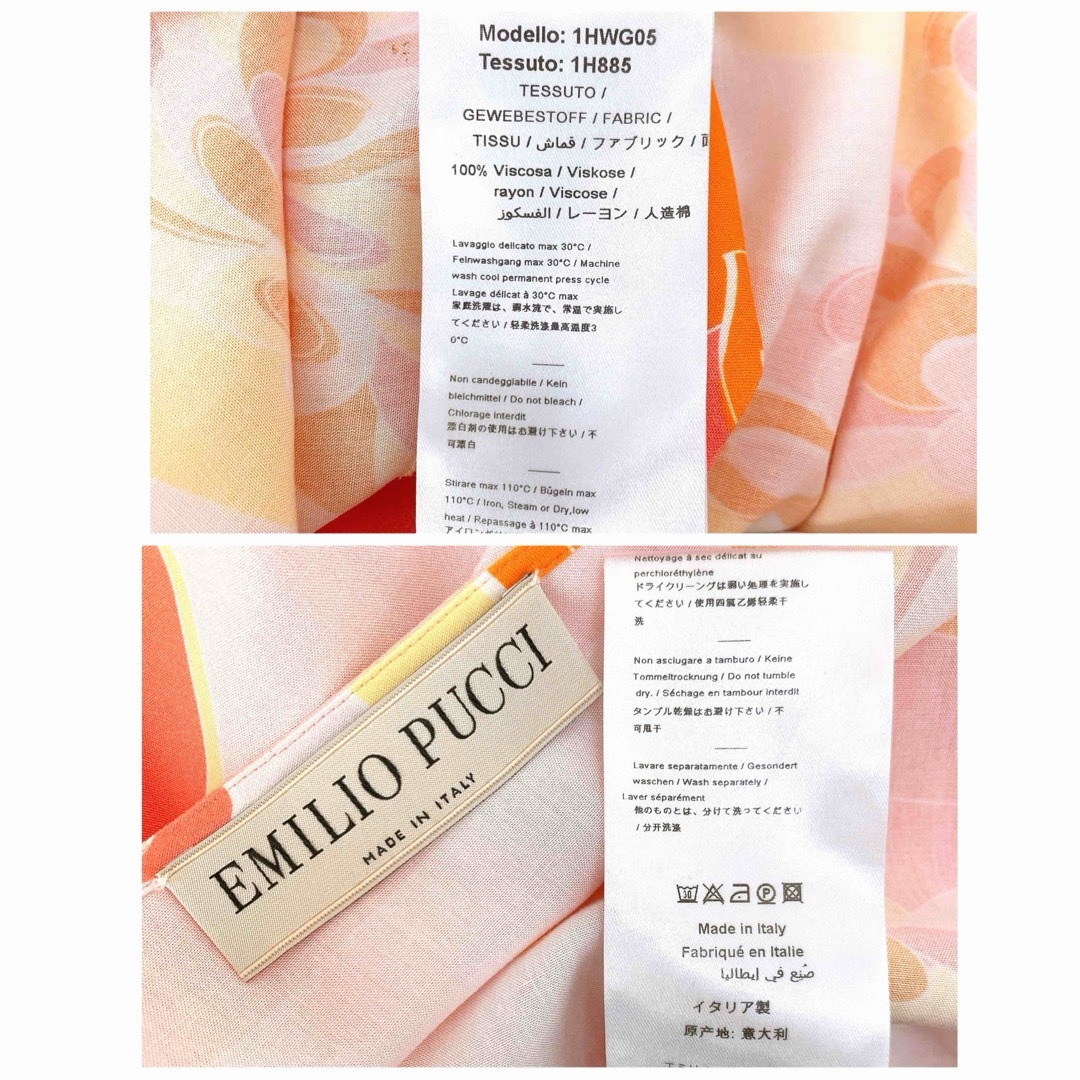 Modello: 1HWG05
Tessuto: 1H885
TESSUTO /
GEWEBESTOFF / FABRIC /
TISSU / قماش / ファブリック /
100% Viscosa / Viskose /
rayon / Viscose /
الفسكوز / レーヨン / 人造棉
Lavaggio delicato max 30°C /
Feinwashgang max 30°C / Machine
wash cool permanent press cycle
Lavage délicat à 30°C max
家庭洗濯は、弱水流で、常温で実施し
てください / 轻柔洗涤最高温度3
0°C
Non candeggiabile / Kein
bleichmittel / Do not bleach /
Chlorage interdit
漂白剤の使用はお避け下さい / 不
可漂白
Stirare max 110°C / Bügeln max
110°C / Iron, Steam or Dry,low
heat / Repassage à 110°C max
EMILIO PUCCI
MADE IN ITALY
Nettoyage à sec délicat au
perchloréthylène
ドライクリーングは弱い処理を実施し
てください / 使用四氯乙烯轻柔干
洗
Non asciugare a tamburo / Keine
Tommeltrocknung / Do not tumble
dry. / Séchage en tambour interdit
タンブル乾燥はお避け下さい / 不
可甩干
Lavare separatamente / Gesondert
waschen / Wash separately /
Laver séparément
他のものとは、分けて洗ってください
/ 分开洗涤
30 P
Made in Italy
Fabriqué en Italie
صُنِع في إيطاليا
イタリア製
原产地: 意大利